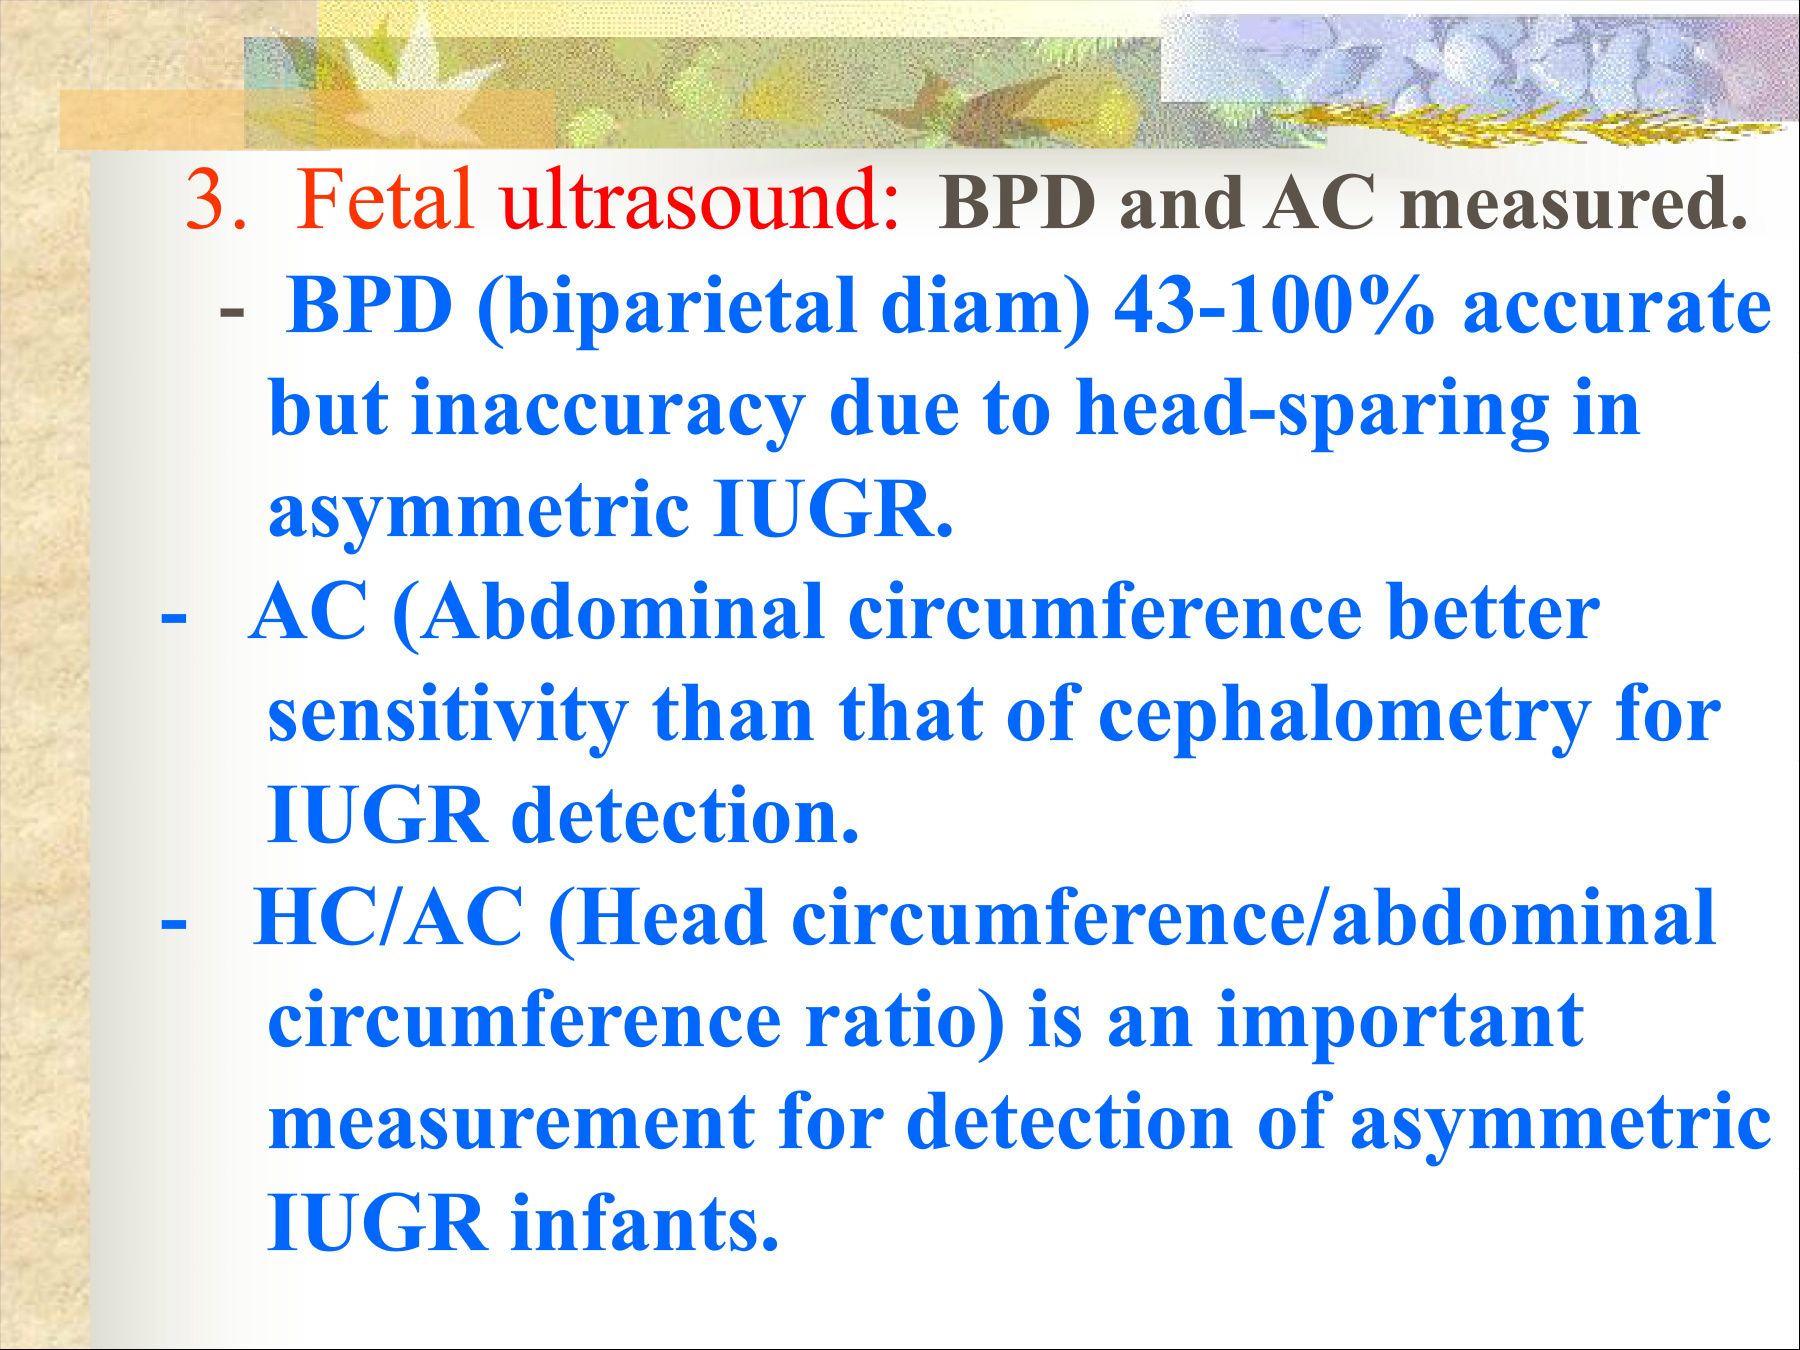 3. Fetal ultrasound: BPD and AC measured.
- BPD (biparietal diam) 43-100% accurate
but inaccuracy due to head-sparing in
asymmetric IUGR.
- AC (Abdominal circumference better
sensitivity than that of cephalometry for
IUGR detection.
- HC/AC (Head circumference/abdominal
circumference ratio) is an important
measurement for detection of asymmetric
IUGR infants.